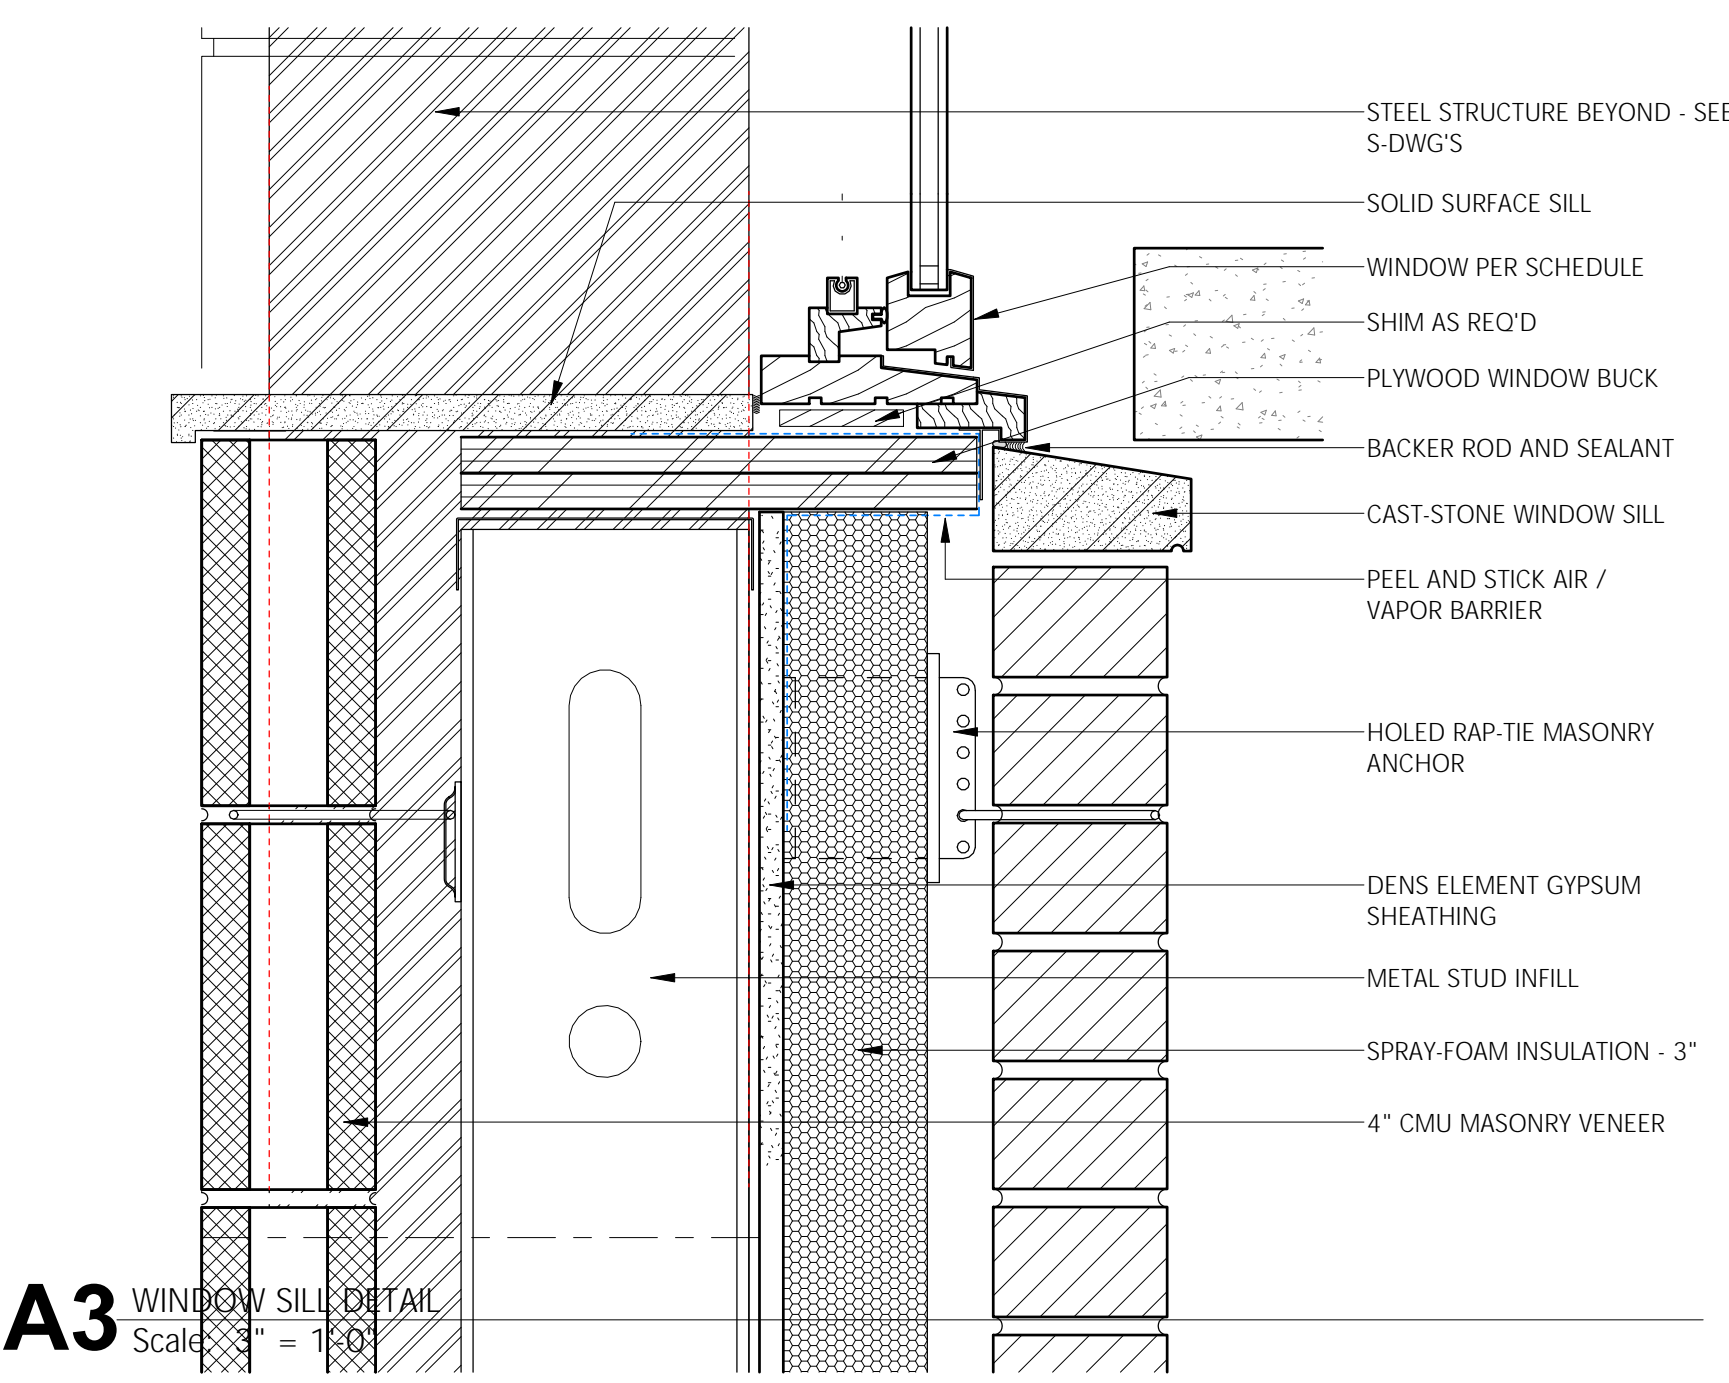 STEEL STRUCTURE BEYOND - SEE
S-DWG'S
SOLID SURFACE SILL
WINDOW PER SCHEDULE
SHIM AS REQ'D
PLYWOOD WINDOW BUCK
BACKER ROD AND SEALANT
CAST-STONE WINDOW SILL
PEEL AND STICK AIR /
VAPOR BARRIER
HOLED RAP-TIE MASONRY
ANCHOR
DENS ELEMENT GYPSUM
SHEATHING
METAL STUD INFILL
SPRAY-FOAM INSULATION - 3"
4" CMU MASONRY VENEER
A3 WINDOW SILL DETAIL
Scale: 3" = 1'-0"